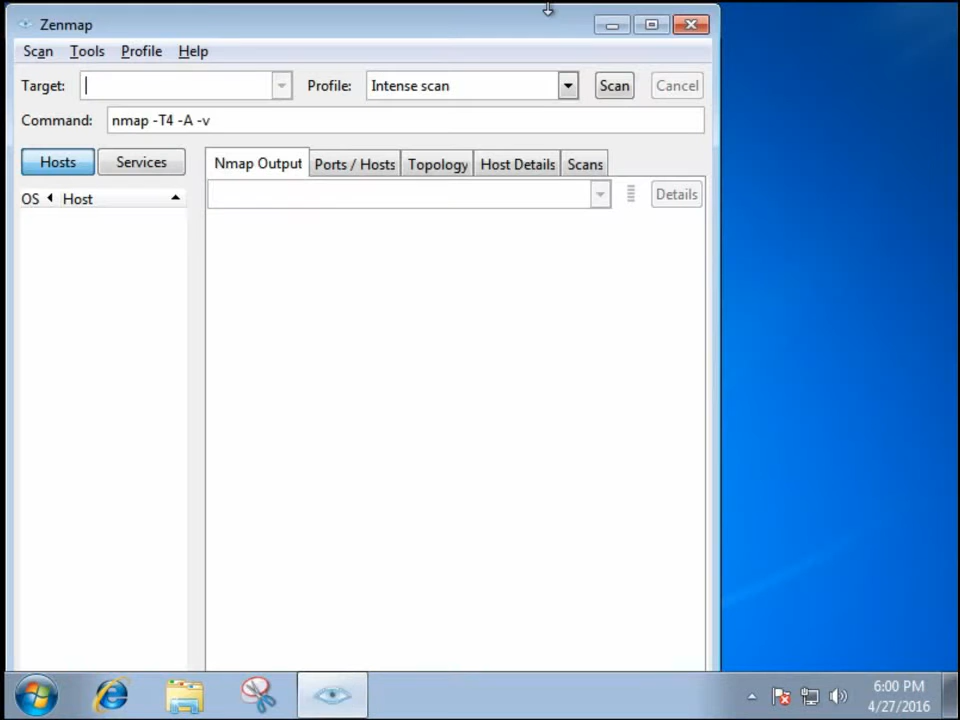 Zenmap
Scan Tools Profile Help
Target: Profile: Intense scan Scan Cancel
Command: nmap -T4 -A -v
Hosts Services Nmap Output Ports / Hosts Topology Host Details Scans
OS Host Details
6:00 PM
4/27/2016